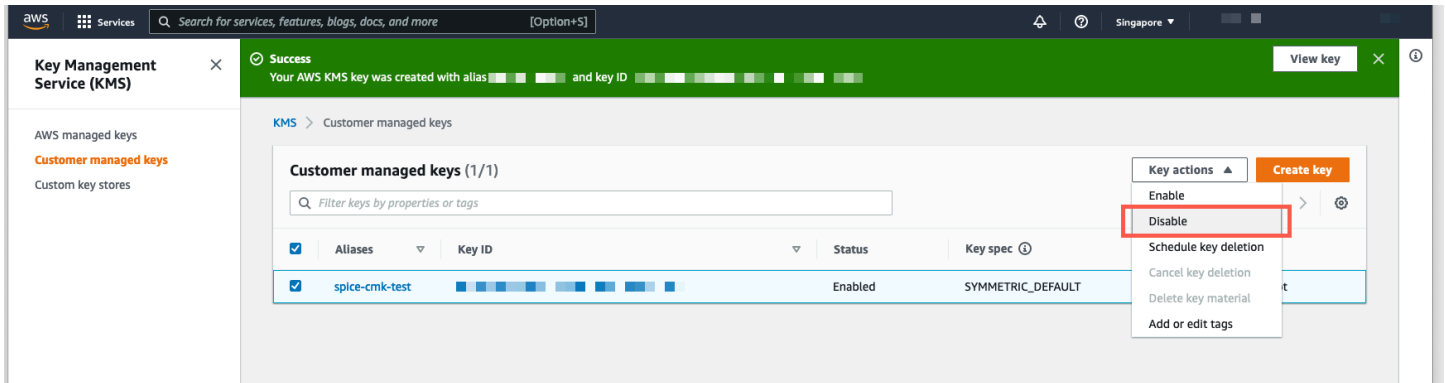 aws Services Search for services, features, blogs, docs, and more [Option+S] Singapore ▼
Key Management
Service (KMS)
AWS managed keys
Customer managed keys
Custom key stores
Success
Your AWS KMS key was created with alias and key ID
View key
KMS > Customer managed keys
Customer managed keys (1/1)
Key actions ▲ Create key
Filter keys by properties or tags
Enable
Disable
Schedule key deletion
Cancel key deletion
Delete key material
Add or edit tags
Aliases Key ID Status Key spec
spice-cmk-test Enabled SYMMETRIC_DEFAULT